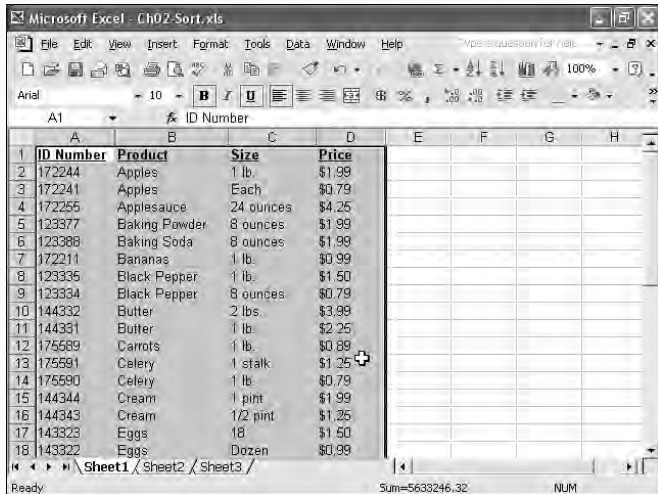 Microsoft Excel - Ch02-Sort.xls
File Edit View Insert Format Tools Data Window Help Type a question for help
100%
Arial 10 B I U
A1 fx ID Number
A B C D E F G H
1 ID Number Product Size Price
2 172244 Apples 1 lb. $1.99
3 172241 Apples Each $0.79
4 172255 Applesauce 24 ounces $4.25
5 123377 Baking Powder 8 ounces $1.99
6 123388 Baking Soda 8 ounces $1.99
7 172211 Bananas 1 lb. $0.99
8 123335 Black Pepper 1 lb. $1.50
9 123334 Black Pepper 8 ounces $0.79
10 144332 Butter 2 lbs. $3.99
11 144331 Butter 1 lb. $2.25
12 175589 Carrots 1 lb. $0.89
13 175591 Celery 1 stalk $1.25
14 175590 Celery 1 lb. $0.79
15 144344 Cream 1 pint $1.99
16 144343 Cream 1/2 pint $1.25
17 143323 Eggs 18 $1.50
18 143322 Eggs Dozen $0.99
Sheet1 / Sheet2 / Sheet3 /
Ready Sum=5633246.32 NUM